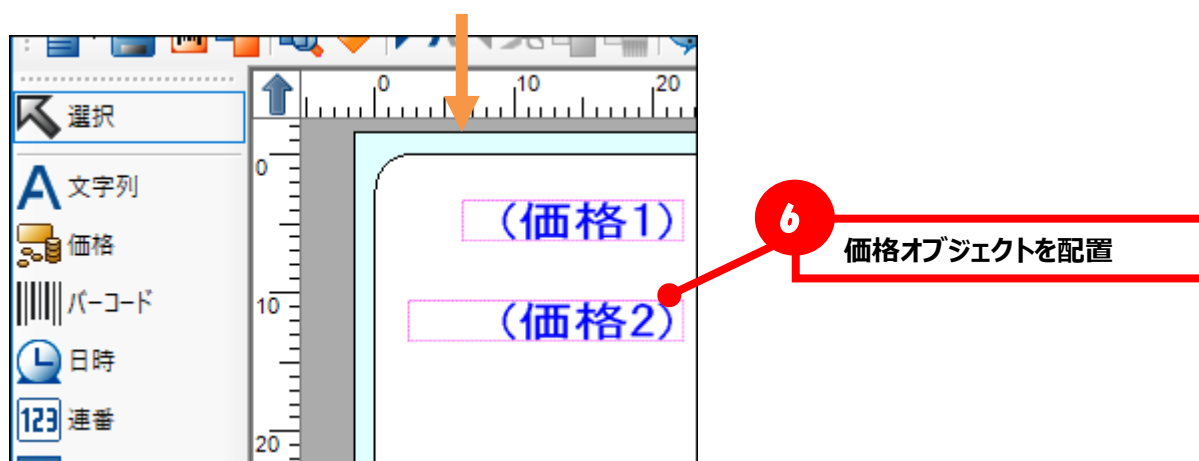 0 10 20
選択
0
文字列
(価格1)
6
価格
価格オブジェクトを配置
バーコード
10
(価格2)
日時
123 連番
20